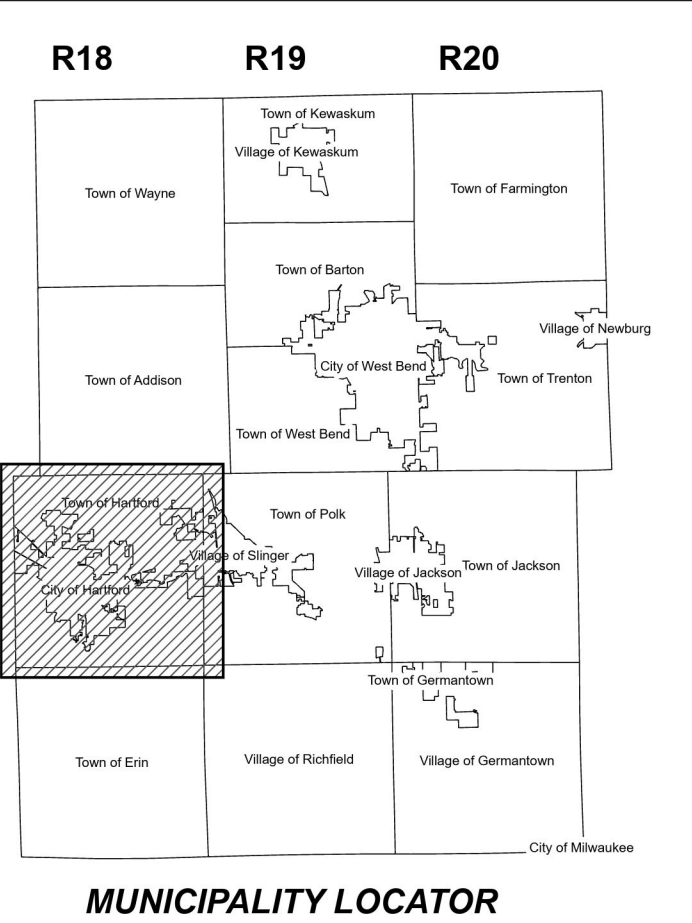 R18 R19 R20
Town of Kewaskum
Village of Kewaskum
Town of Wayne
Town of Farmington
Town of Barton
Village of Newburg
City of West Bend
Town of Addison
Town of Trenton
Town of West Bend
Town of Hartford
Town of Polk
Village of Slinger
Town of Jackson
Village of Jackson
City of Hartford
Town of Germantown
Town of Erin
Village of Richfield
Village of Germantown
City of Milwaukee
MUNICIPALITY LOCATOR